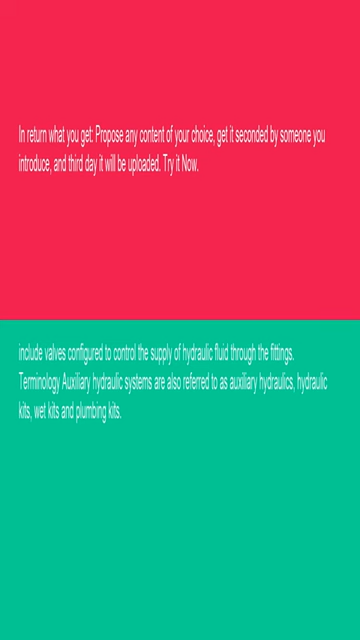 In return what you get: Propose any content of your choice, get it seconded by someone you
introduce, and third day it will be uploaded. Try it Now.
include valves configured to control the supply of hydraulic fluid through the fittings.
Terminology Auxiliary hydraulic systems are also referred to as auxiliary hydraulics, hydraulic
kits, wet kits and plumbing kits.